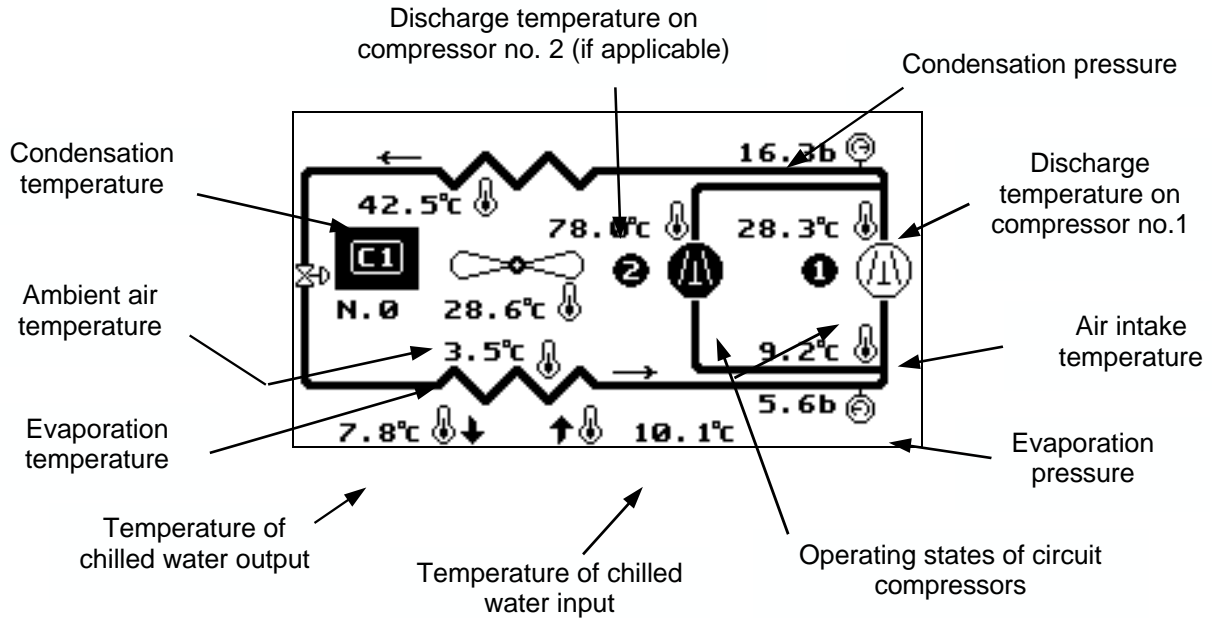 Discharge temperature on
compressor no. 2 (if applicable)
Condensation pressure
Condensation
temperature
Discharge
temperature on
compressor no.1
16.3b
42.5°c
78.0°c
28.3°c
C1
2
1
N.0
28.6°c
Ambient air
temperature
3.5°c
9.2°c
Air intake
temperature
5.6b
7.8°c
10.1°c
Evaporation
temperature
Evaporation
pressure
Temperature of
chilled water output
Temperature of chilled
water input
Operating states of circuit
compressors